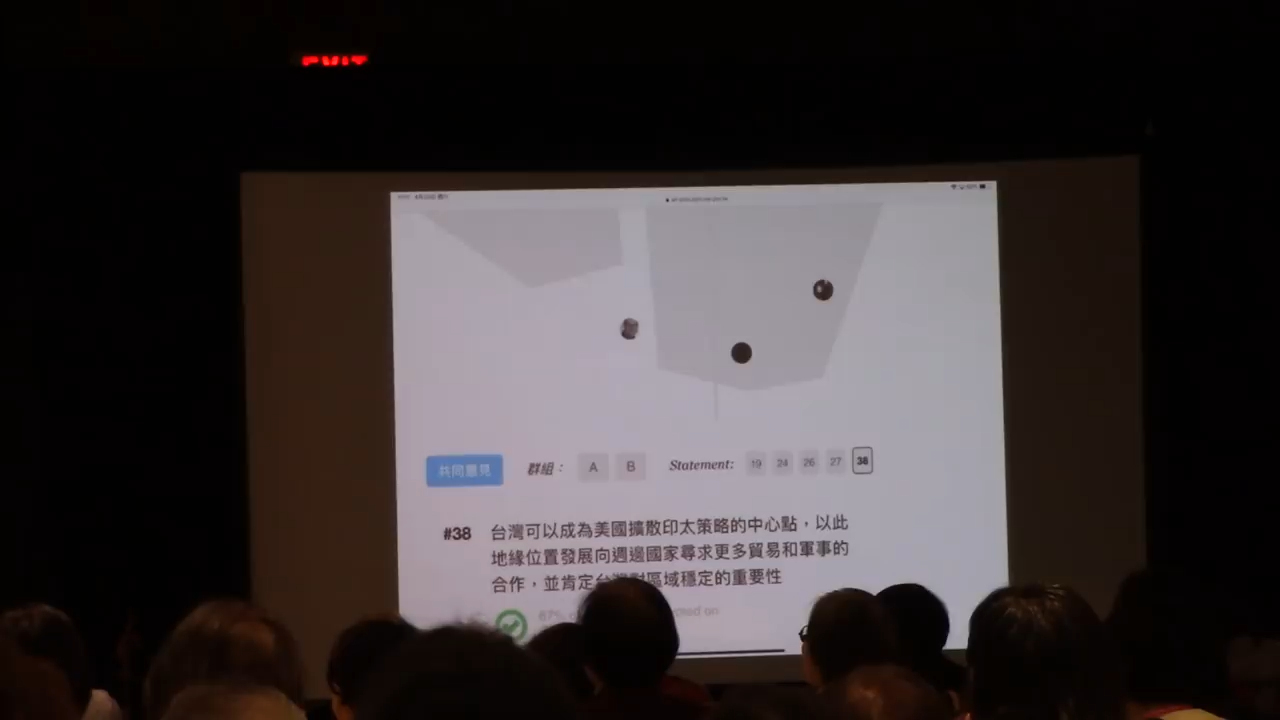 EXIT
共同意見 群組： A B Statement: 19 24 26 27 38
#38 台灣可以成為美國擴散印太策略的中心點，以此
地緣位置發展向週邊國家尋求更多貿易和軍事的
合作，並肯定台灣對區域穩定的重要性
87%